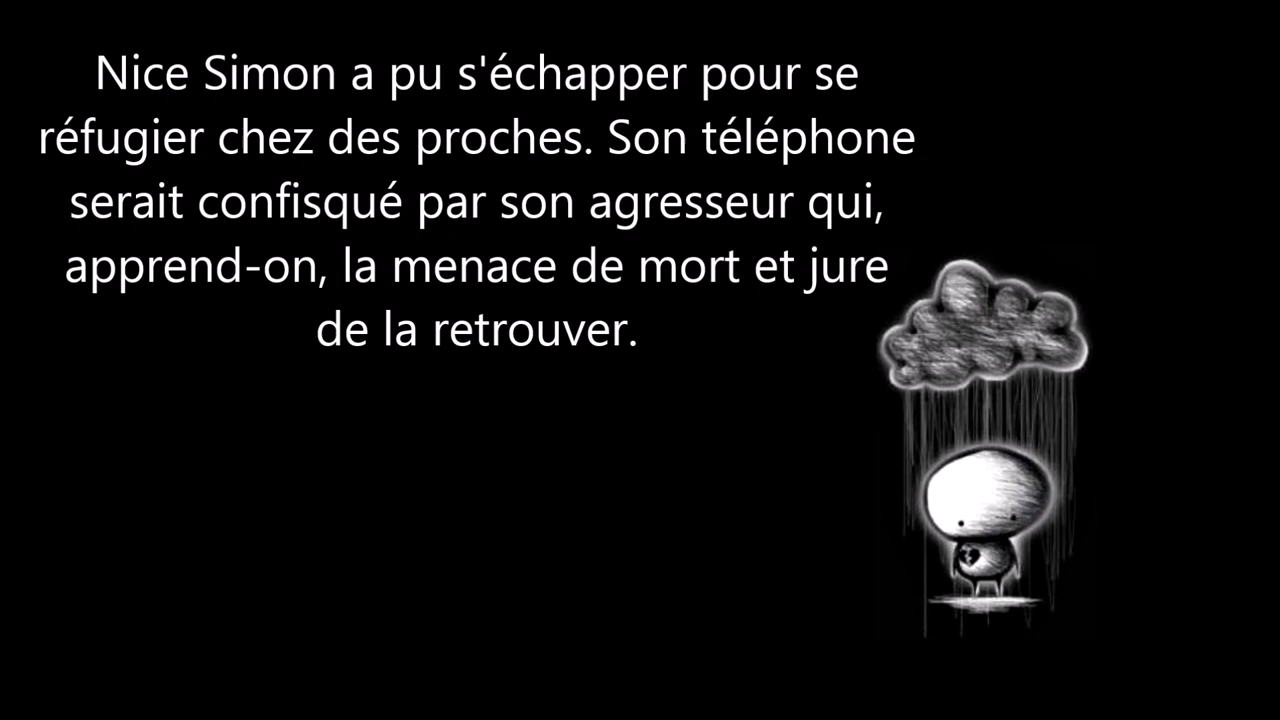 Nice Simon a pu s'échapper pour se
réfugier chez des proches. Son téléphone
serait confisqué par son agresseur qui,
apprend-on, la menace de mort et jure
de la retrouver.